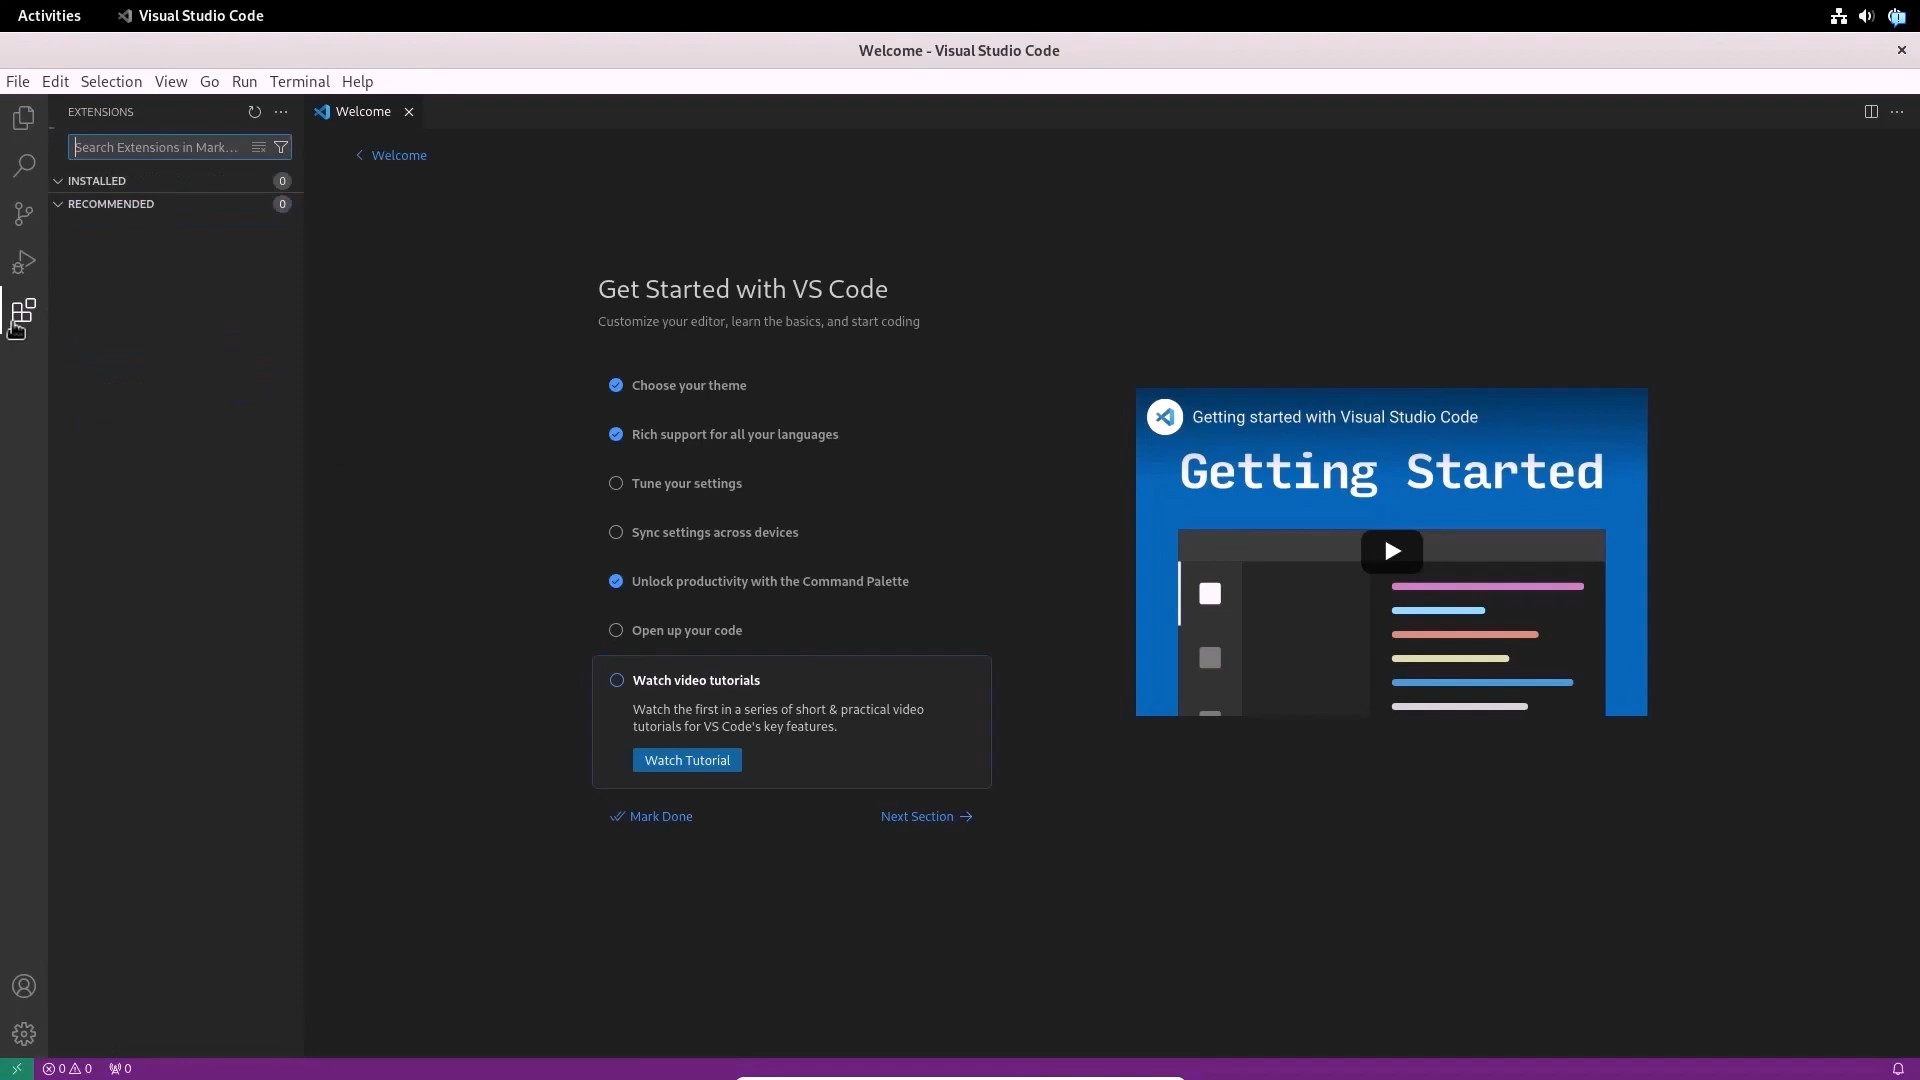 Activities
Visual Studio Code
Welcome - Visual Studio Code
File Edit Selection View Go Run Terminal Help
EXTENSIONS
Search Extensions in Mark...
INSTALLED 0
RECOMMENDED 0
Welcome
Welcome
Get Started with VS Code
Customize your editor, learn the basics, and start coding
Choose your theme
Rich support for all your languages
Tune your settings
Sync settings across devices
Unlock productivity with the Command Palette
Open up your code
Watch video tutorials
Watch the first in a series of short & practical video
tutorials for VS Code's key features.
Watch Tutorial
Mark Done
Next Section
Getting started with Visual Studio Code
Getting Started
0 0 0